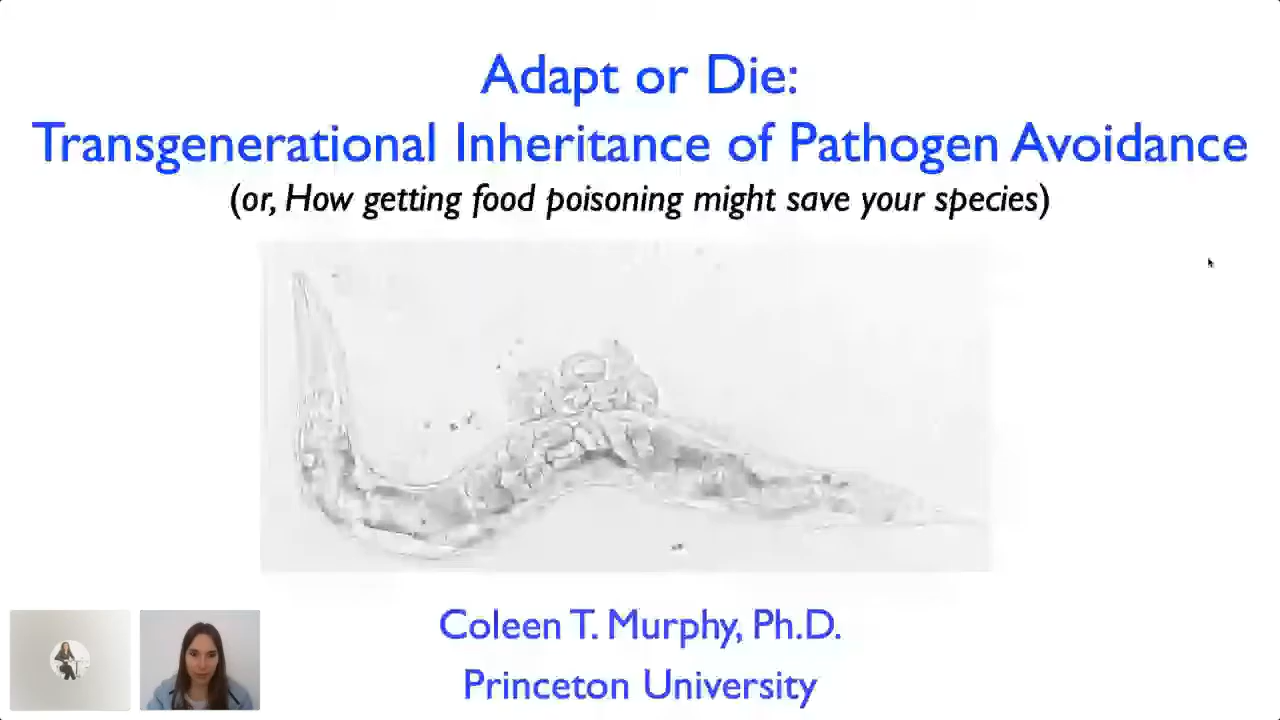 Adapt or Die:
Transgenerational Inheritance of Pathogen Avoidance
(or, How getting food poisoning might save your species)
Coleen T. Murphy, Ph.D.
Princeton University